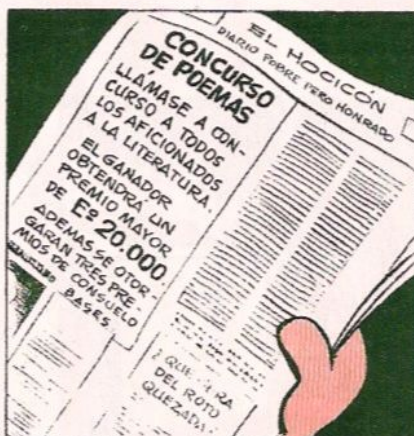 EL HOCICÓN
DIARIO POBRE PERO HONRADO
CONCURSO
DE POEMAS
LLÁMASE A CON-
CURSO A TODOS
LOS AFICIONADOS
A LA LITERATURA.
EL GANADOR
OBTENDRÁ UN
PREMIO MAYOR
DE Eº 20.000.
ADEMÁS SE OTOR
GARÁN TRES PRE
MIOS DE CONSUELO
BASES
DEL ROTO
QUEZADA